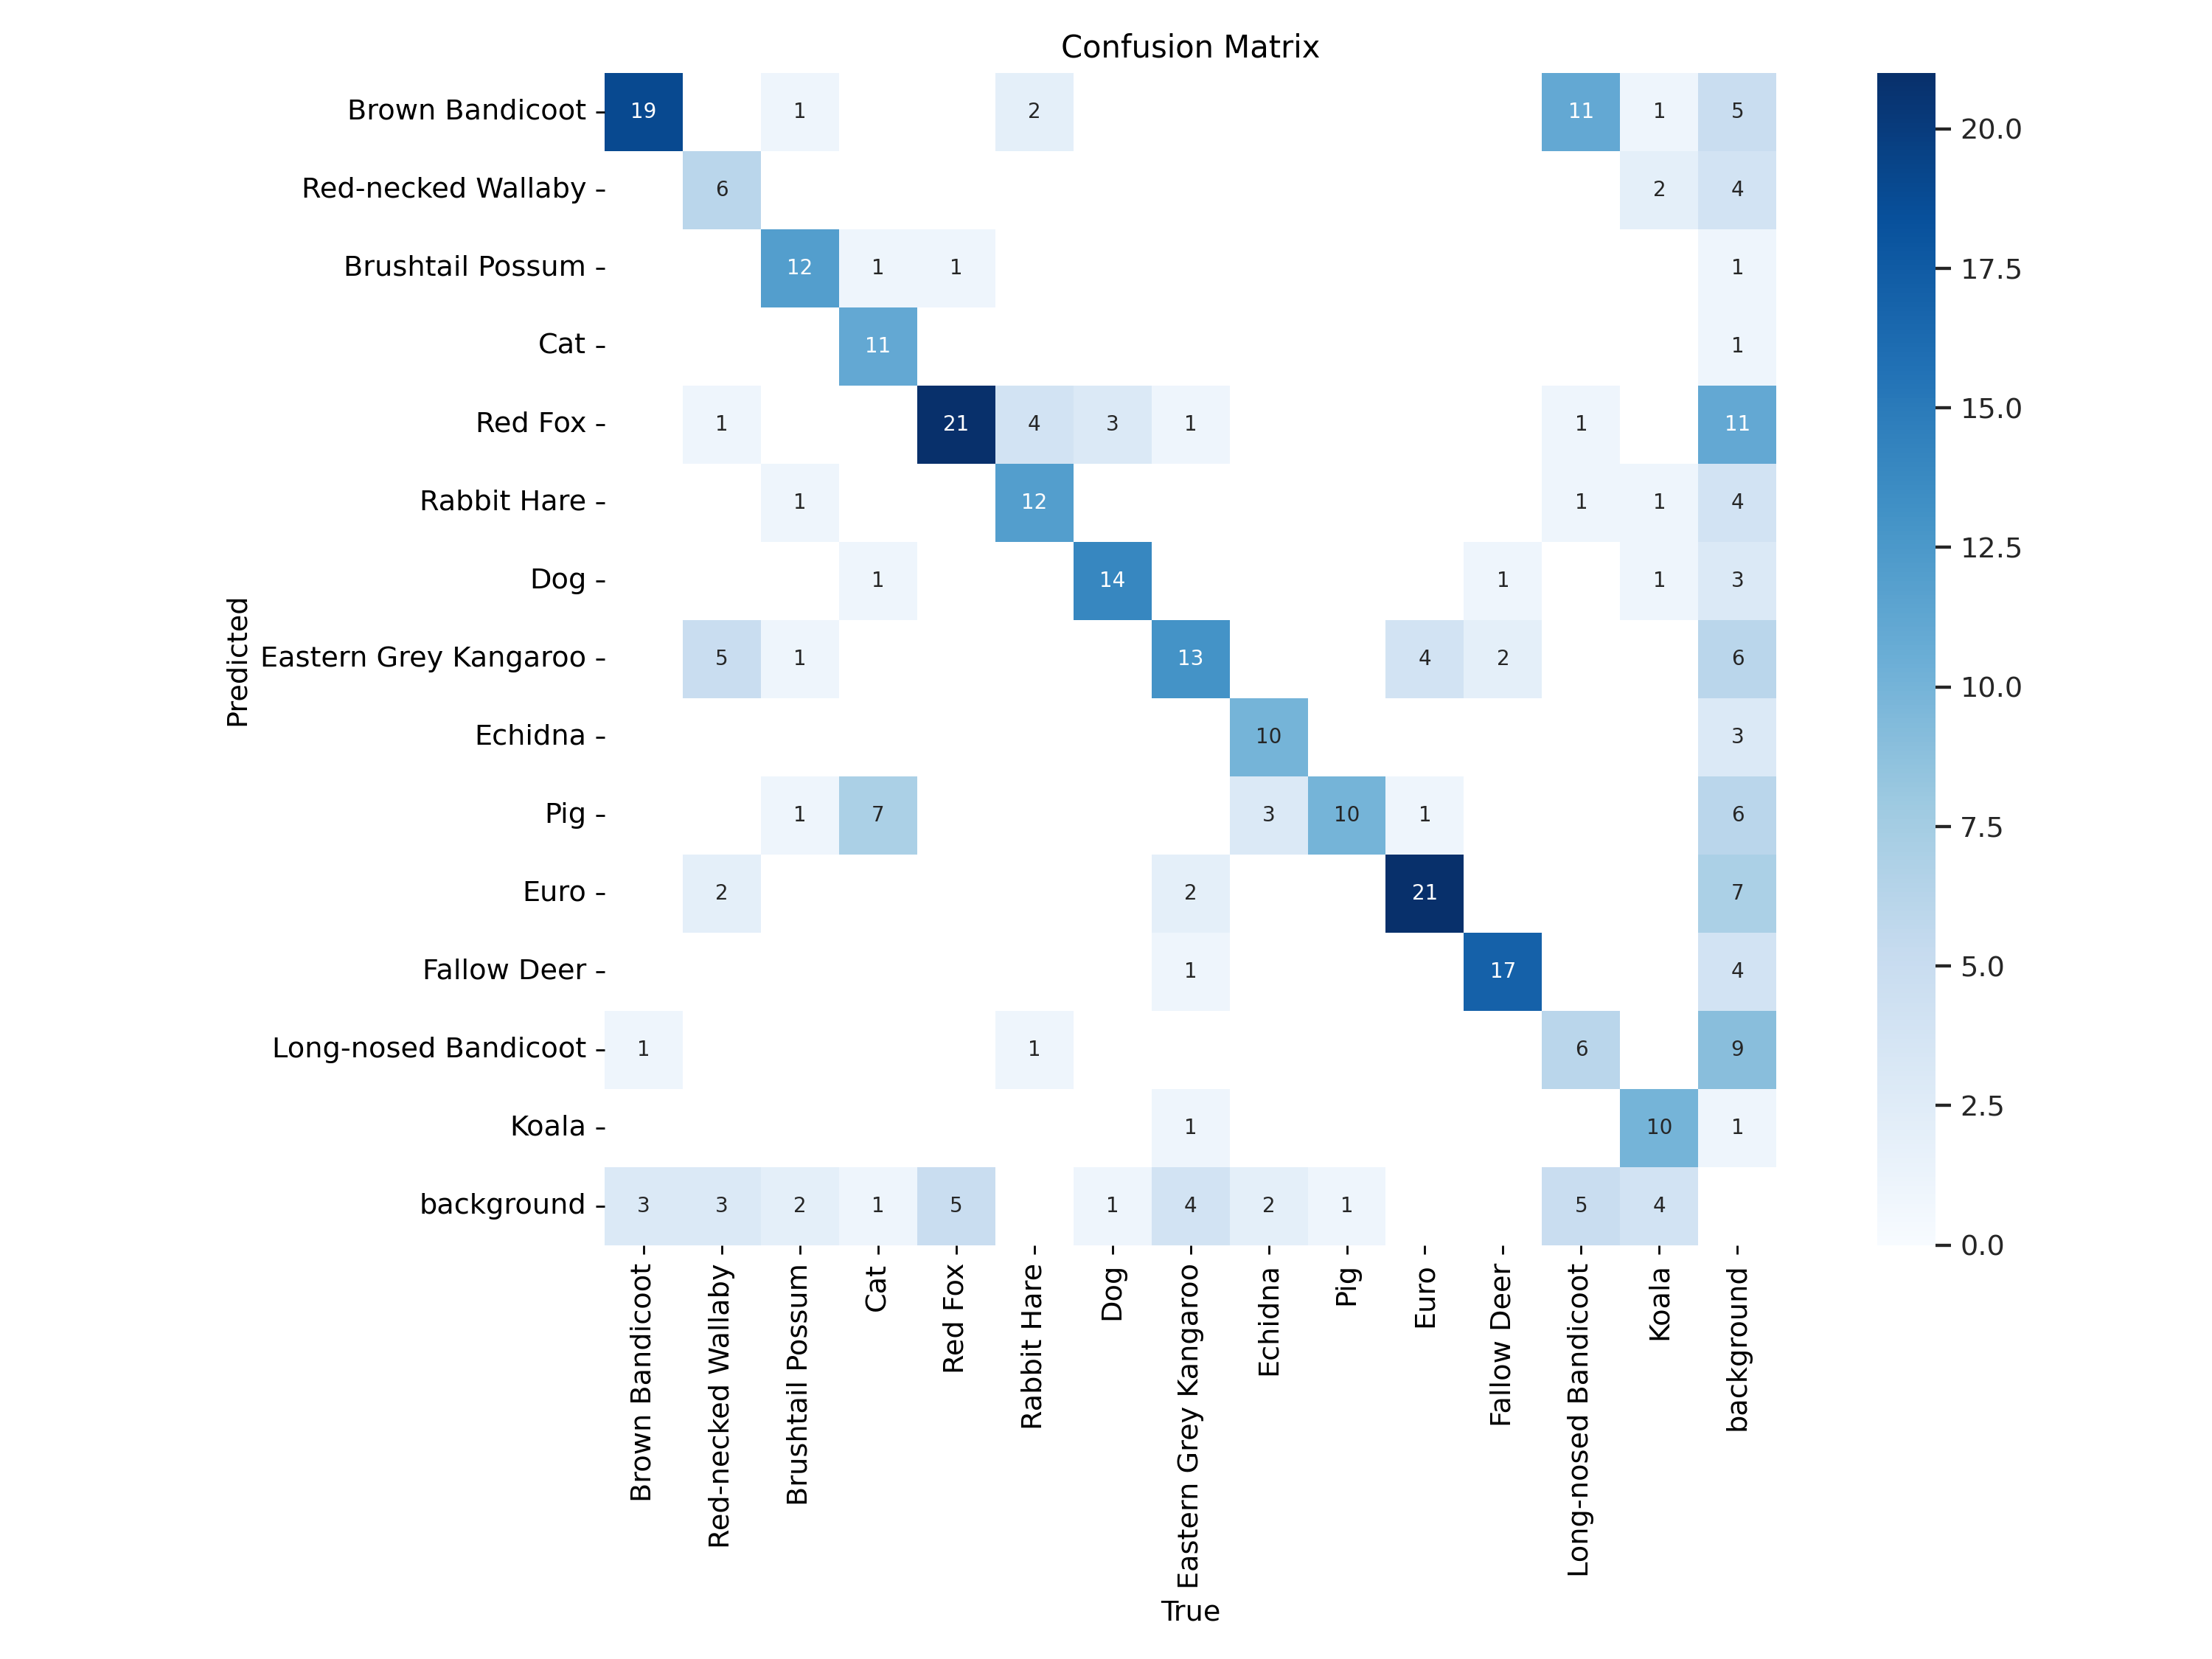 Confusion Matrix
Brown Bandicoot 19 1 2 11 1 5
Red-necked Wallaby 6 2 4
Brushtail Possum 12 1 1 1
Cat 11 1
Red Fox 1 21 4 3 1 1 11
Rabbit Hare 1 12 1 1 4
Dog 1 14 1 1 3
Eastern Grey Kangaroo 5 1 13 4 2 6
Echidna 10 3
Pig 1 7 3 10 1 6
Euro 2 2 21 7
Fallow Deer 1 17 4
Long-nosed Bandicoot 1 1 6 9
Koala 1 10 1
background 3 3 2 1 5 1 4 2 1 5 4
Predicted
Brown Bandicoot
Red-necked Wallaby
Brushtail Possum
Cat
Red Fox
Rabbit Hare
Dog
Eastern Grey Kangaroo
Echidna
Pig
Euro
Fallow Deer
Long-nosed Bandicoot
Koala
background
True
20.0
17.5
15.0
12.5
10.0
7.5
5.0
2.5
0.0